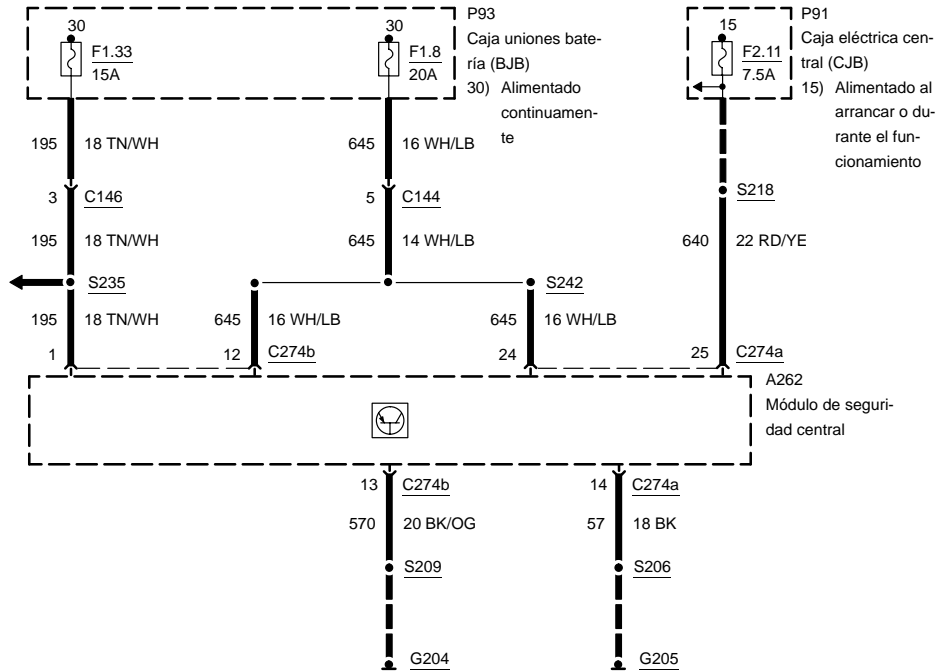 30
F1.33
15A
30
F1.8
20A
P93
Caja uniones bate-
ría (BJB)
30) Alimentado
continuamen-
te
15
F2.11
7.5A
P91
Caja eléctrica cen-
tral (CJB)
15) Alimentado al
arrancar o du-
rante el fun-
cionamiento
195 18 TN/WH
645 16 WH/LB
3 C146
5 C144
S218
195 18 TN/WH
645 14 WH/LB
640 22 RD/YE
S235
S242
195 18 TN/WH
645 16 WH/LB
645 16 WH/LB
1
12 C274b
24
25 C274a
A262
Módulo de seguri-
dad central
13 C274b
14 C274a
570 20 BK/OG
57 18 BK
S209
S206
G204
G205